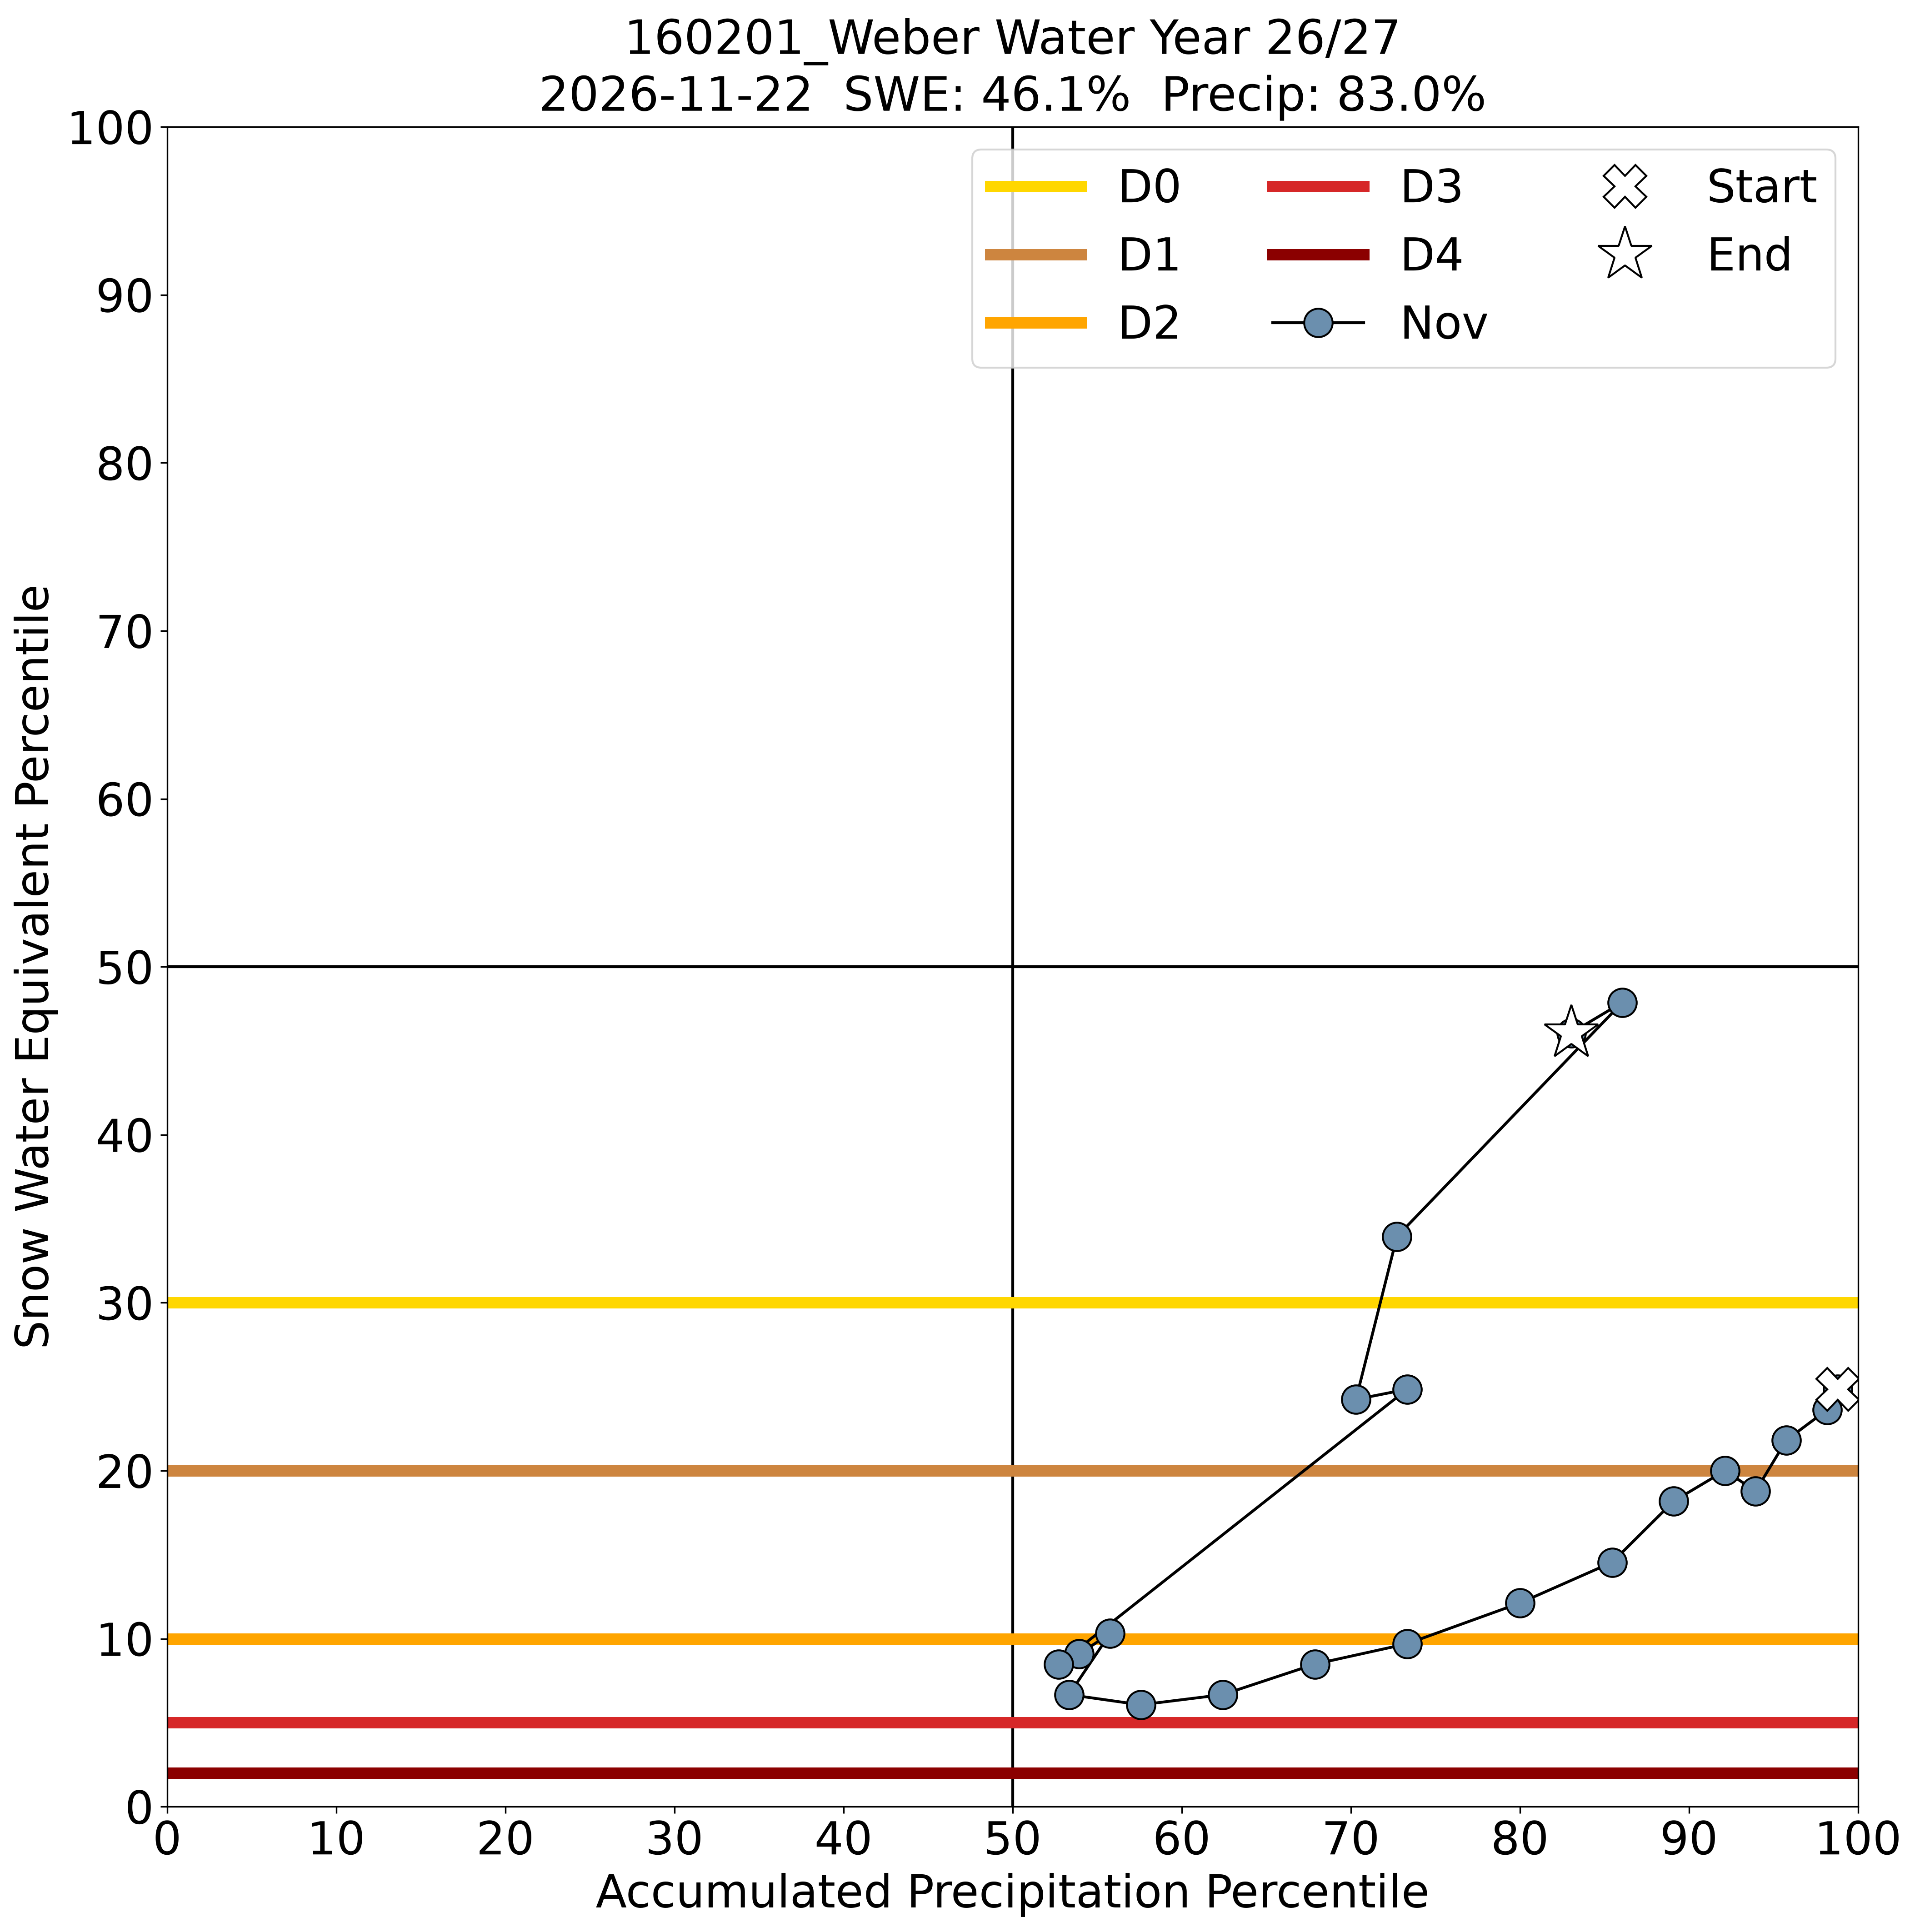 160201_Weber Water Year 26/27
2026-11-22 SWE: 46.1% Precip: 83.0%
D0
D1
D2
D3
D4
Nov
Start
End
Snow Water Equivalent Percentile
100
90
80
70
60
50
40
30
20
10
0
0 10 20 30 40 50 60 70 80 90 100
Accumulated Precipitation Percentile